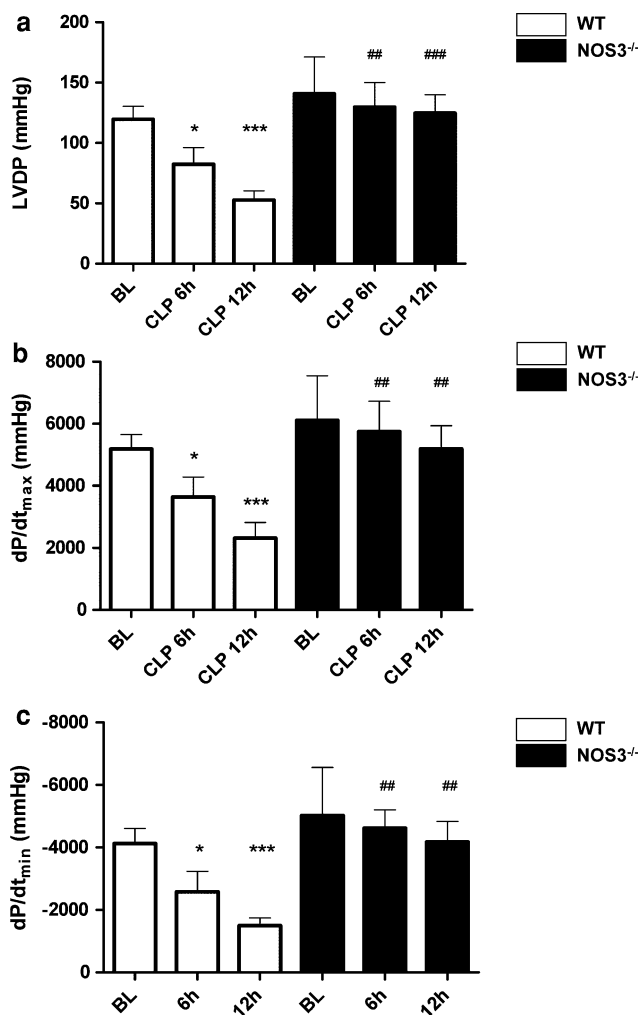 a
WT
NOS3-/-
LVDP (mmHg)
200
150
100
50
0
*
***
##
###
BL
CLP 6h
CLP 12h
BL
CLP 6h
CLP 12h
b
WT
NOS3-/-
dP/dtmax (mmHg)
8000
6000
4000
2000
0
*
***
##
##
BL
CLP 6h
CLP 12h
BL
CLP 6h
CLP 12h
c
WT
NOS3-/-
dP/dtmin (mmHg)
-8000
-6000
-4000
-2000
0
*
***
##
##
BL
6h
12h
BL
6h
12h